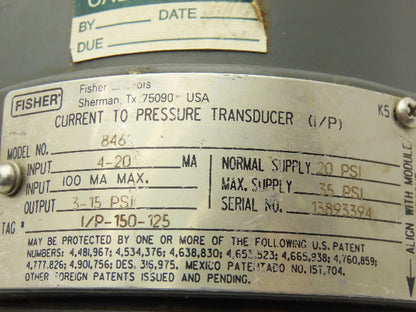 BY DATE
DUE
FISHER
Fisher
Sherman, Tx. 75090 USA
K5
CURRENT TO PRESSURE TRANSDUCER (I/P)
MODEL NO. 846
INPUT 4-20 MA NORMAL SUPPLY 20 PSI
INPUT 100 MA MAX. MAX. SUPPLY 35 PSI
OUTPUT 3-15 PSI SERIAL NO. 13893394
TAG I/P-150-125
MAY BE PROTECTED BY ONE OR MORE OF THE FOLLOWING U.S. PATENT
NUMBERS: 4,481,967; 4,534,376; 4,638,830; 4,653,523; 4,665,938; 4,760,859;
4,777,826; 4,901,756; DES. 316,975. MEXICO PATENTADO NO. 157,704.
OTHER FOREIGN PATENTS ISSUED AND PENDING.
ALIGN WITH MODULE